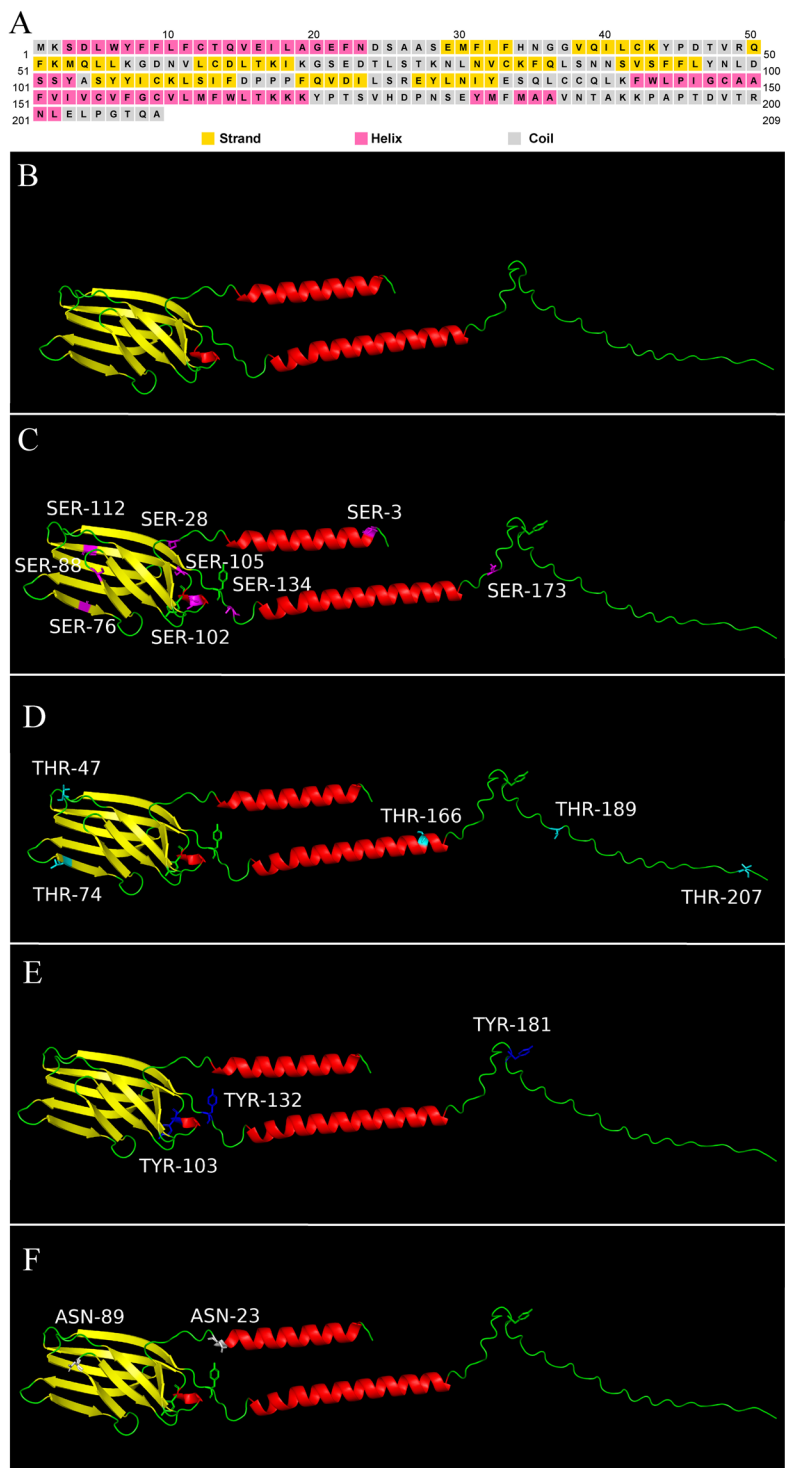 A
10 20 30 40 50
M K S D L W Y F F L F C T Q V E I L A G E F N D S A A S E M F I F H N G G V Q I L C K Y P D T V R Q
1 50
F K M Q L L K G D N V L C D L T K I K G S E D T L S T K N L N V C K F Q L S N N S V S F F L Y N L D
51 100
S S Y A S Y Y I C K L S I F D P P P F Q V D I L S R E Y L N I Y E S Q L C C Q L K F W L P I G C A A
101 150
F V I V C V F G C V L M F W L T K K K Y P T S V H D P N S E Y M F M A A V N T A K K P A P T D V T R
151 200
N L E L P G T Q A
201 209
Strand Helix Coil
B
C
SER-112 SER-28 SER-3
SER-88 SER-105
SER-134 SER-173
SER-76 SER-102
D
THR-47
THR-166 THR-189
THR-74 THR-207
E
TYR-181
TYR-132
TYR-103
F
ASN-89 ASN-23